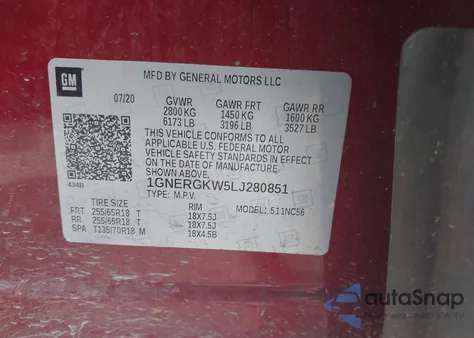 GM
MFD BY GENERAL MOTORS LLC
07/20 GVWR GAWR FRT GAWR RR
2800 KG 1450 KG 1600 KG
6173 LB 3196 LB 3527 LB
THIS VEHICLE CONFORMS TO ALL
APPLICABLE U.S. FEDERAL MOTOR
VEHICLE SAFETY STANDARDS IN
EFFECT ON THE DATE OF MANUFACTURE
SHOWN ABOVE.
1GNERGKW5LJ280851
434B TYPE: M.P.V. 511NC56
TIRE SIZE RIM
FRT 255/65R18 T 18X7.5J
RR 255/65R18 T 18X7.5J
SPA T135/70R18 M 18X4.5B
autoSnap